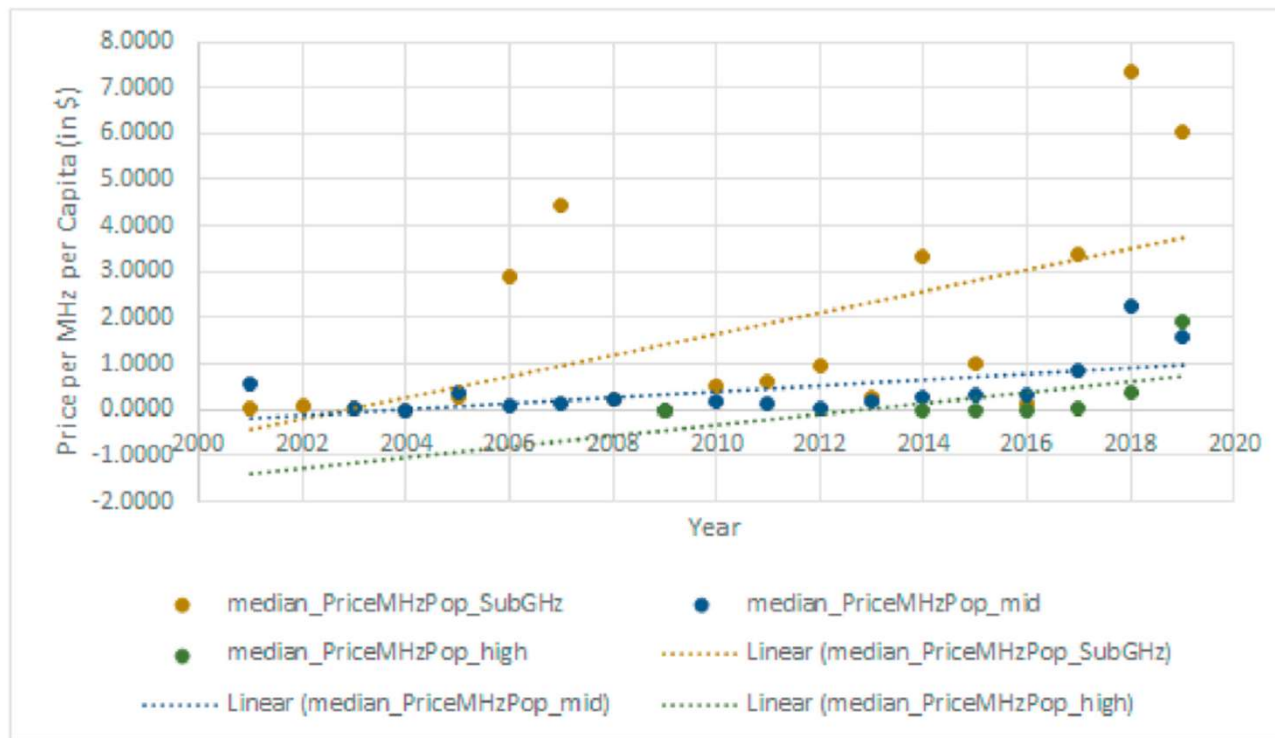 8.0000
7.0000
6.0000
5.0000
4.0000
3.0000
2.0000
1.0000
0.0000
-1.0000
-2.0000
Price per MHz per Capita (in $)
2000 2002 2004 2006 2008 2010 2012 2014 2016 2018 2020
Year
median_PriceMHzPop_SubGHz median_PriceMHzPop_mid
median_PriceMHzPop_high Linear (median_PriceMHzPop_SubGHz)
Linear (median_PriceMHzPop_mid) Linear (median_PriceMHzPop_high)